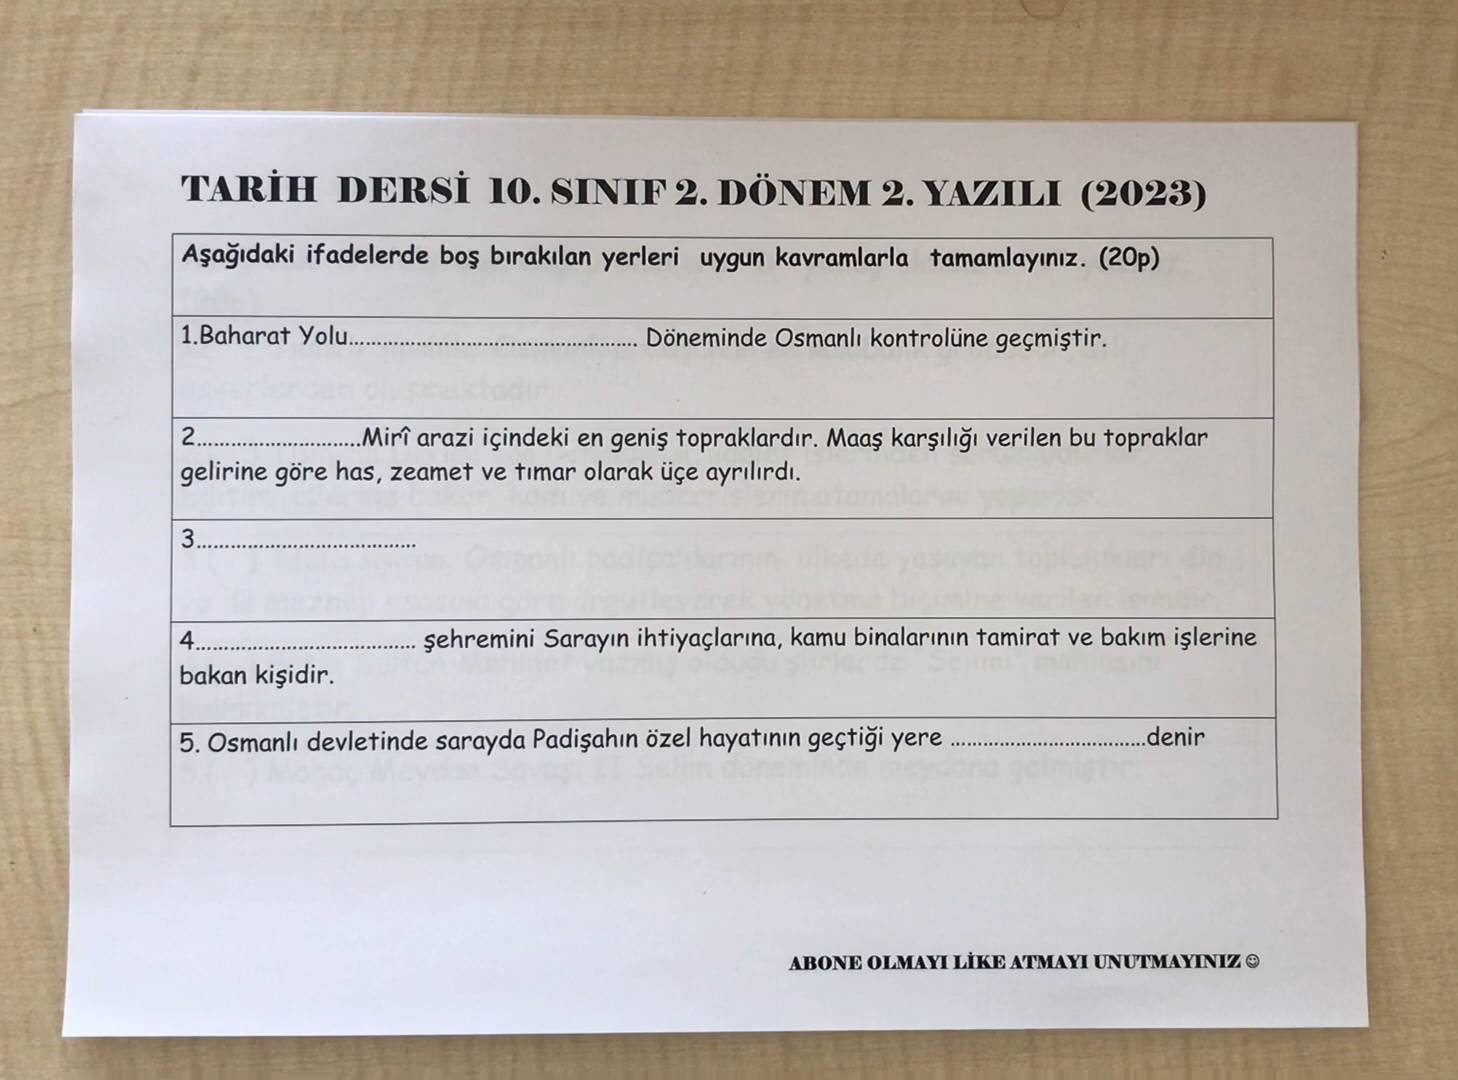 TARİH DERSİ 10. SINIF 2. DÖNEM 2. YAZILI (2023)
Aşağıdaki ifadelerde boş bırakılan yerleri uygun kavramlarla tamamlayınız. (20p)
1.Baharat Yolu................................................ Döneminde Osmanlı kontrolüne geçmiştir.
2.............................Mirî arazi içindeki en geniş topraklardır. Maaş karşılığı verilen bu topraklar
gelirine göre has, zeamet ve tımar olarak üçe ayrılırdı.
3.....................................
4..................................... şehremini Sarayın ihtiyaçlarına, kamu binalarının tamirat ve bakım işlerine
bakan kişidir.
5. Osmanlı devletinde sarayda Padişahın özel hayatının geçtiği yere .................................denir
ABONE OLMAYI LİKE ATMAYI UNUTMAYINIZ☺